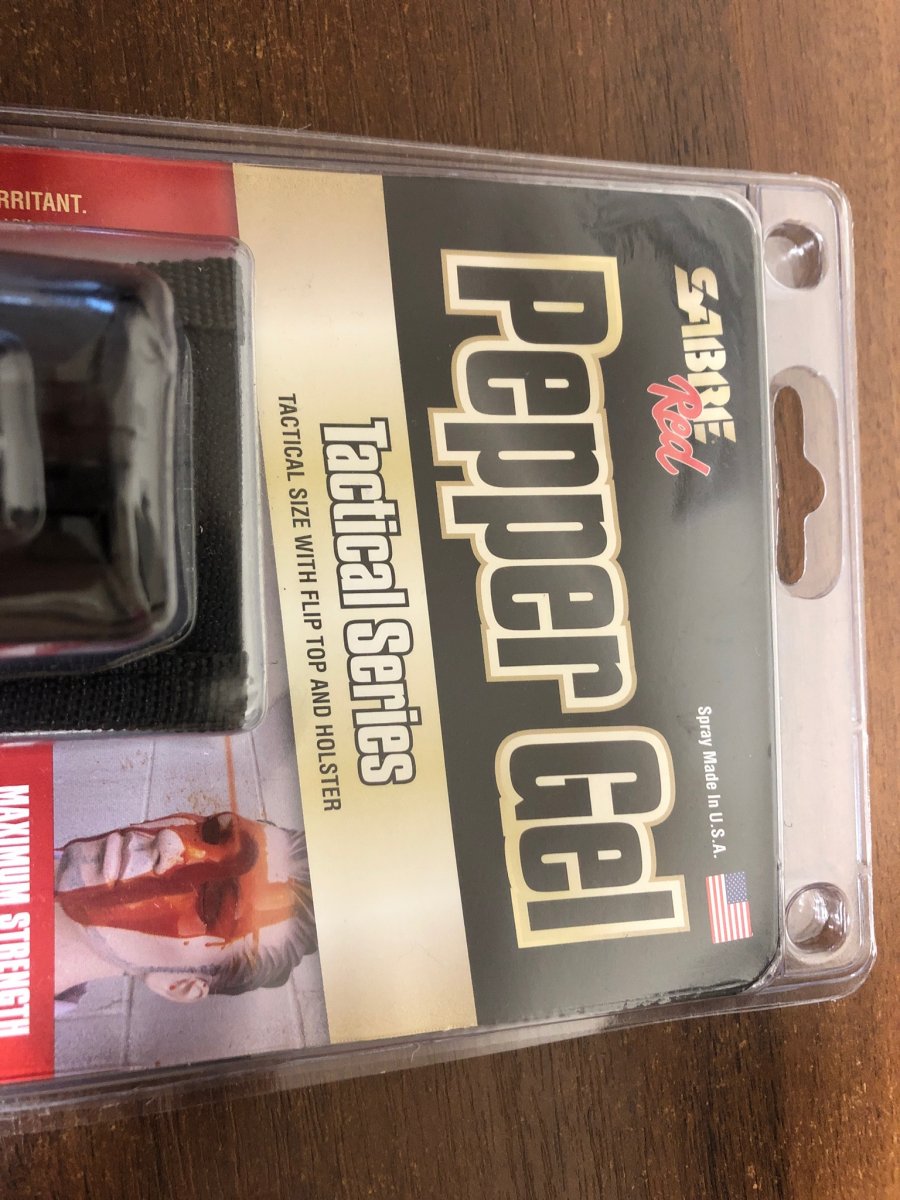 SABRE
Red
Spray Made In U.S.A.
Pepper Gel
Tactical Series
TACTICAL SIZE WITH FLIP TOP AND HOLSTER
RRITANT.
MAXIMUM STRENGTH